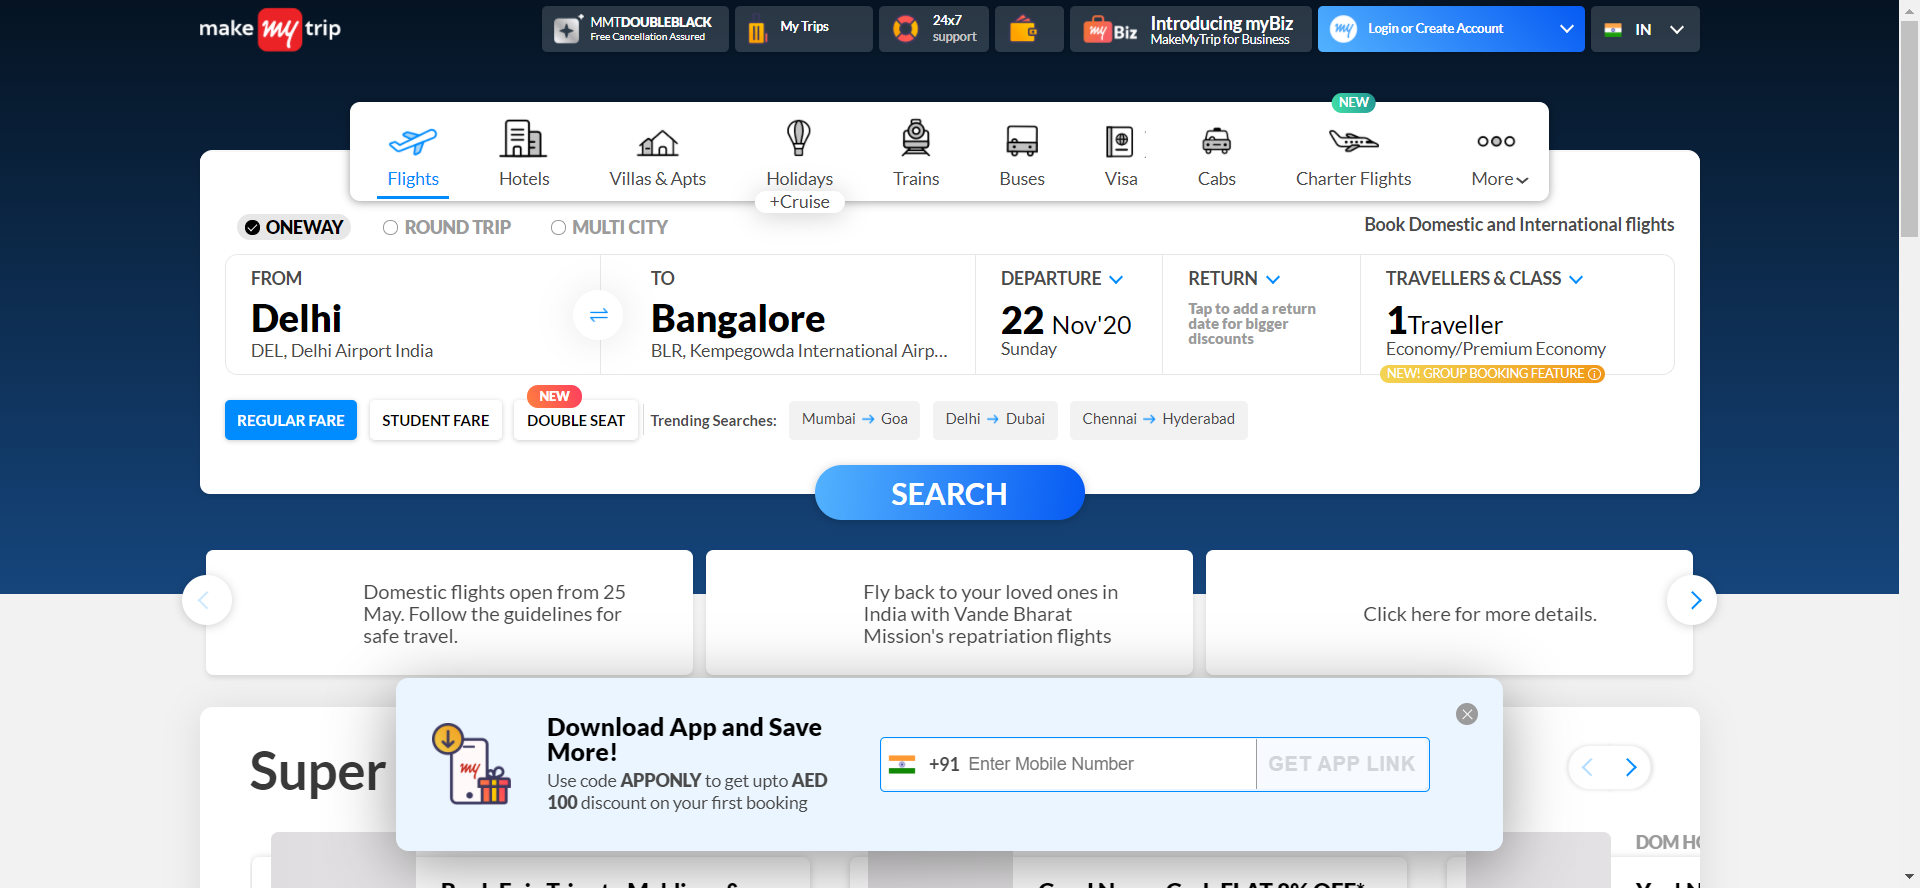 make my trip
MMTDOUBLEBLACK
Free Cancellation Assured
My Trips
24x7
support
my Biz
Introducing myBiz
MakeMyTrip for Business
my
Login or Create Account
IN
NEW
Flights
Hotels
Villas & Apts
Holidays
+Cruise
Trains
Buses
Visa
Cabs
Charter Flights
More
ONEWAY
ROUND TRIP
MULTI CITY
Book Domestic and International flights
FROM
Delhi
DEL, Delhi Airport India
TO
Bangalore
BLR, Kempegowda International Airp...
DEPARTURE
22 Nov'20
Sunday
RETURN
Tap to add a return
date for bigger
discounts
TRAVELLERS & CLASS
1Traveller
Economy/Premium Economy
NEW! GROUP BOOKING FEATURE
REGULAR FARE
STUDENT FARE
NEW
DOUBLE SEAT
Trending Searches:
Mumbai → Goa
Delhi → Dubai
Chennai → Hyderabad
SEARCH
Domestic flights open from 25
May. Follow the guidelines for
safe travel.
Fly back to your loved ones in
India with Vande Bharat
Mission's repatriation flights
Click here for more details.
Super
my
Download App and Save
More!
Use code APPONLY to get upto AED
100 discount on your first booking
+91 Enter Mobile Number
GET APP LINK
DOM